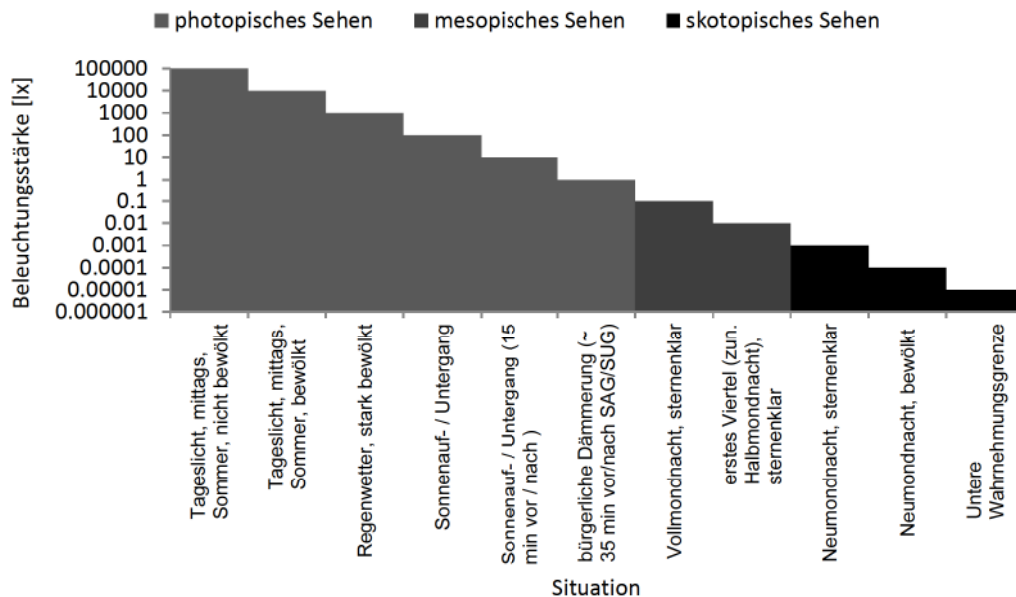 photopisches Sehen mesopisches Sehen skotopisches Sehen
Beleuchtungsstärke [lx]
100000
10000
1000
100
10
1
0.1
0.01
0.001
0.0001
0.00001
0.000001
Tageslicht, mittags,
Sommer, nicht bewölkt
Tageslicht, mittags,
Sommer, bewölkt
Regenwetter, stark bewölkt
Sonnenauf- / Untergang
Sonnenauf- / Untergang (15
min vor / nach )
bürgerliche Dämmerung (~
35 min vor/nach SAG/SUG)
Vollmondnacht, sternenklar
erstes Viertel (zun.
Halbmondnacht),
sternenklar
Neumondnacht, sternenklar
Neumondnacht, bewölkt
Untere
Wahrnehmungsgrenze
Situation